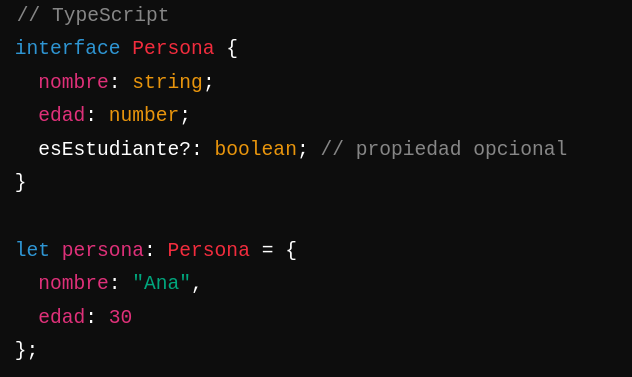 // TypeScript
interface Persona {
  nombre: string;
  edad: number;
  esEstudiante?: boolean; // propiedad opcional
}

let persona: Persona = {
  nombre: "Ana",
  edad: 30
};